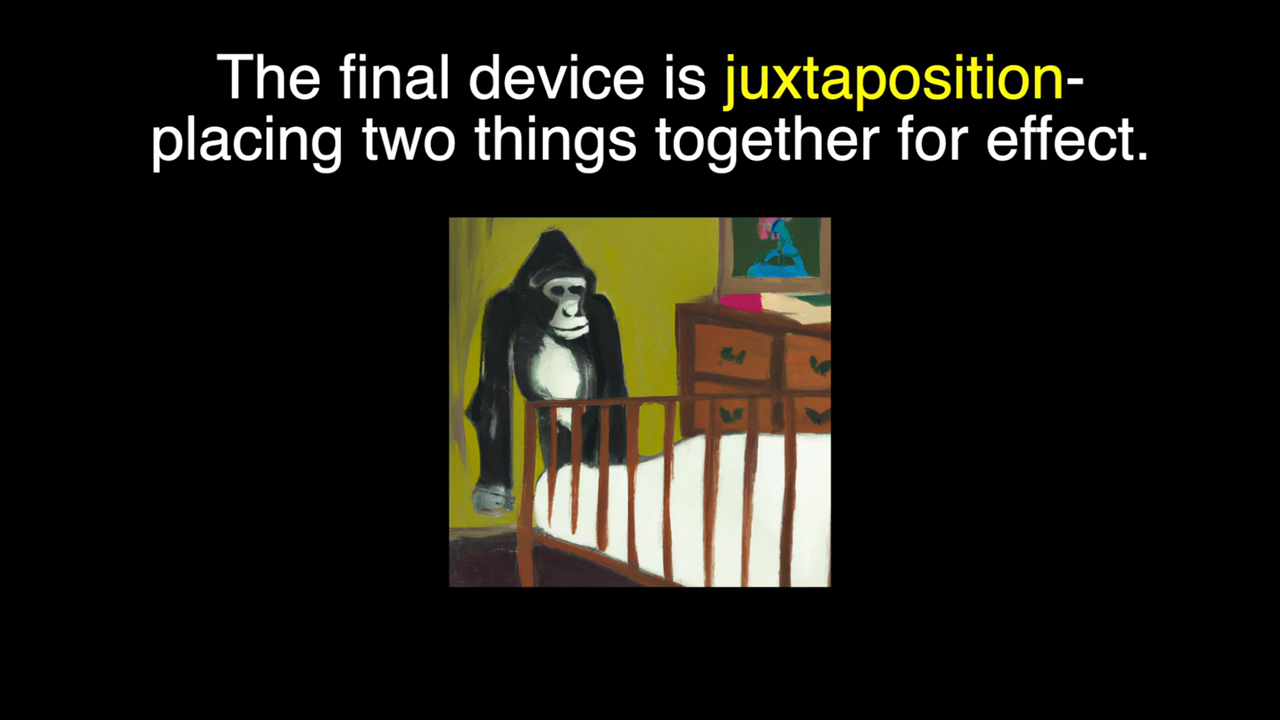 The final device is juxtaposition-
placing two things together for effect.